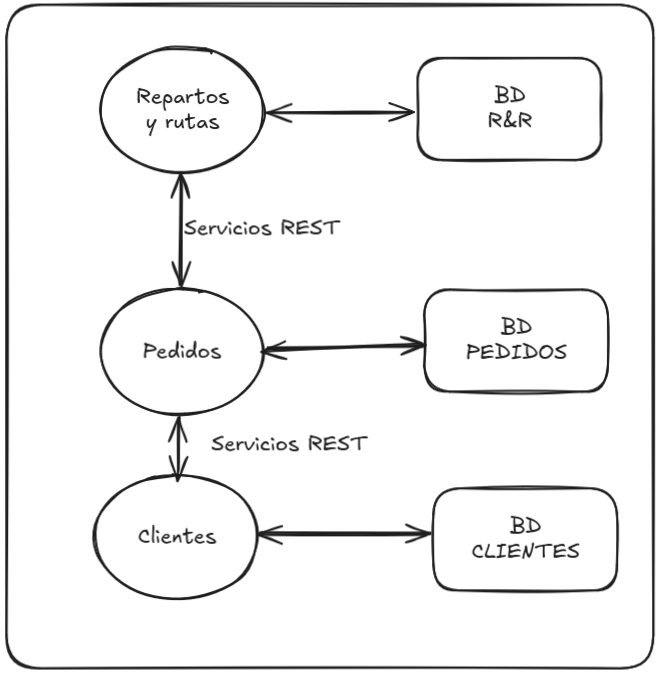 Repartos
y rutas
BD
R&R
Servicios REST
Pedidos
BD
PEDIDOS
Servicios REST
Clientes
BD
CLIENTES